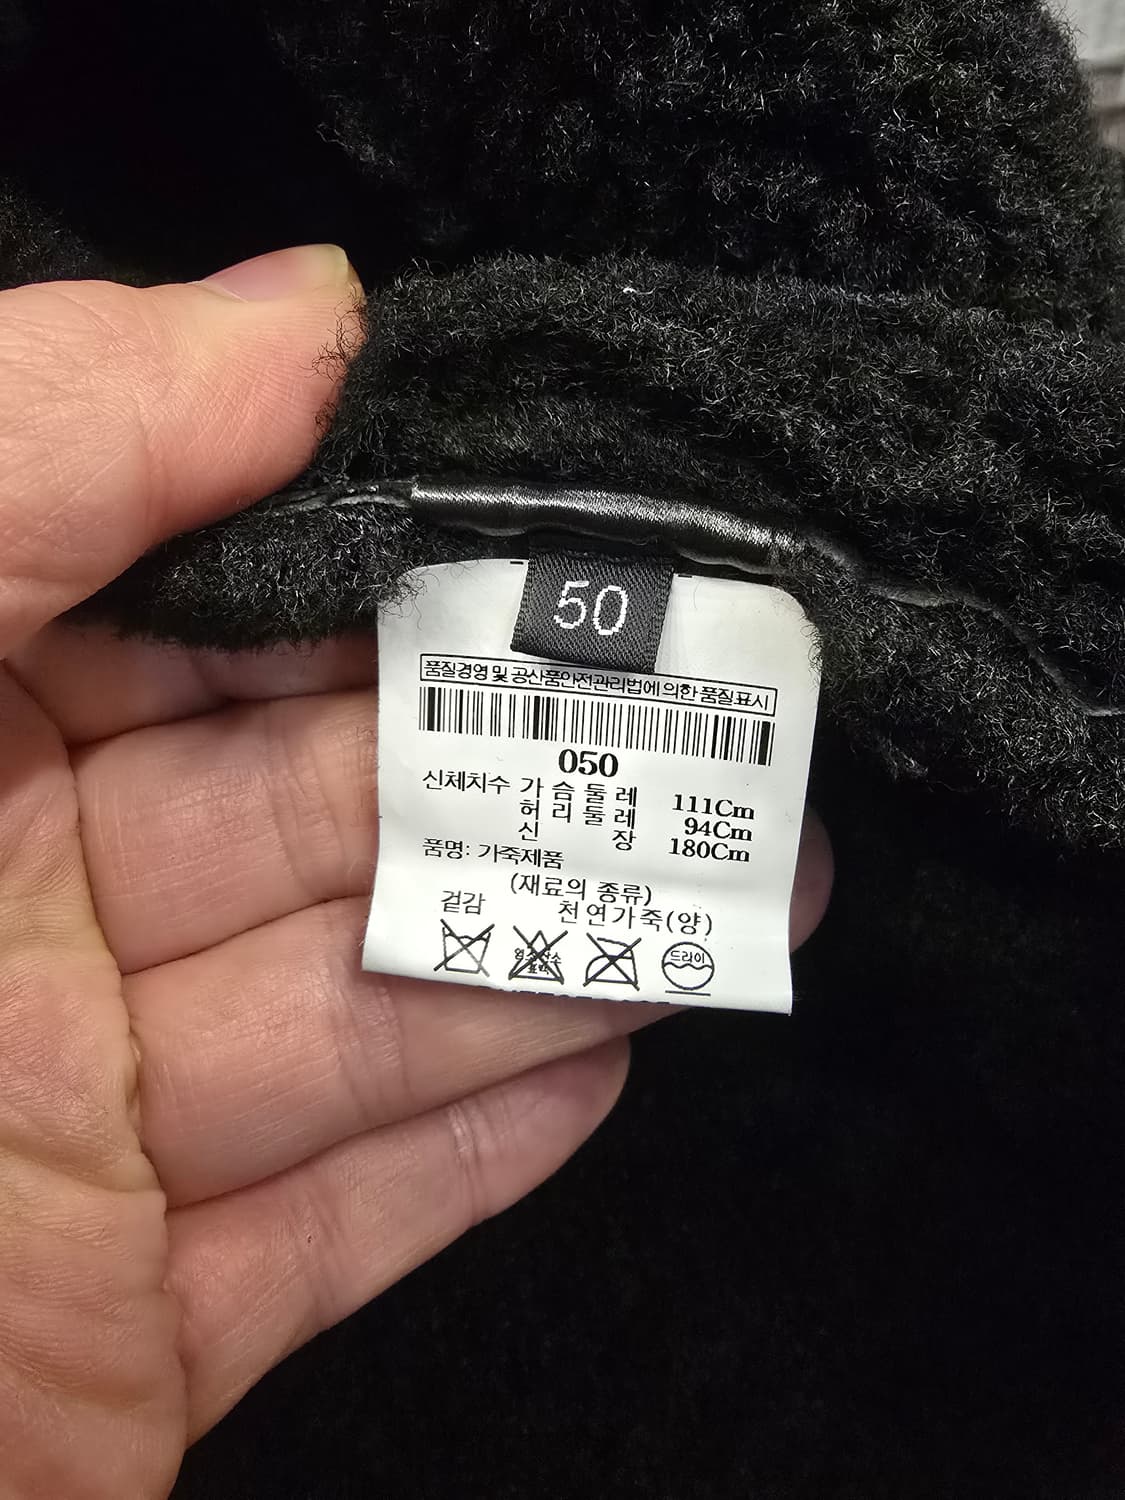 50
품질경영 및 공산품안전관리법에 의한 품질표시
050
신체치수 가 슴 둘 레 111Cm
허 리 둘 레 94Cm
신 장 180Cm
품명: 가죽제품
(재료의 종류)
겉감 천연가죽(양)
드라이